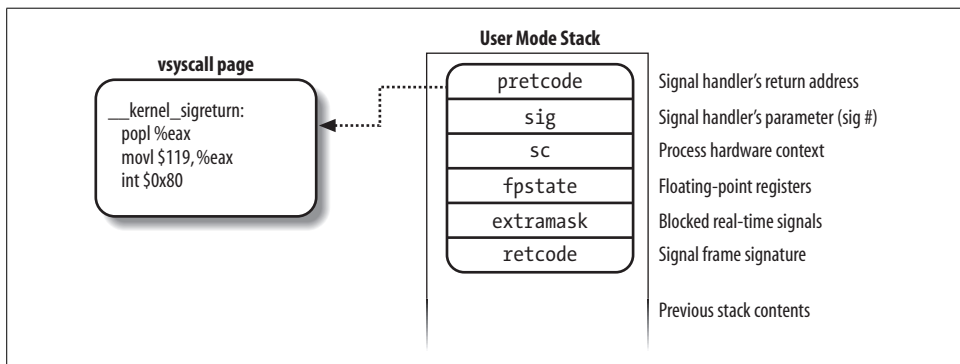 User Mode Stack
vsyscall page
__kernel_sigreturn:
popl %eax
movl $119,%eax
int $0x80
pretcode
Signal handler’s return address
sig
Signal handler’s parameter (sig #)
sc
Process hardware context
fpstate
Floating-point registers
extramask
Blocked real-time signals
retcode
Signal frame signature
Previous stack contents